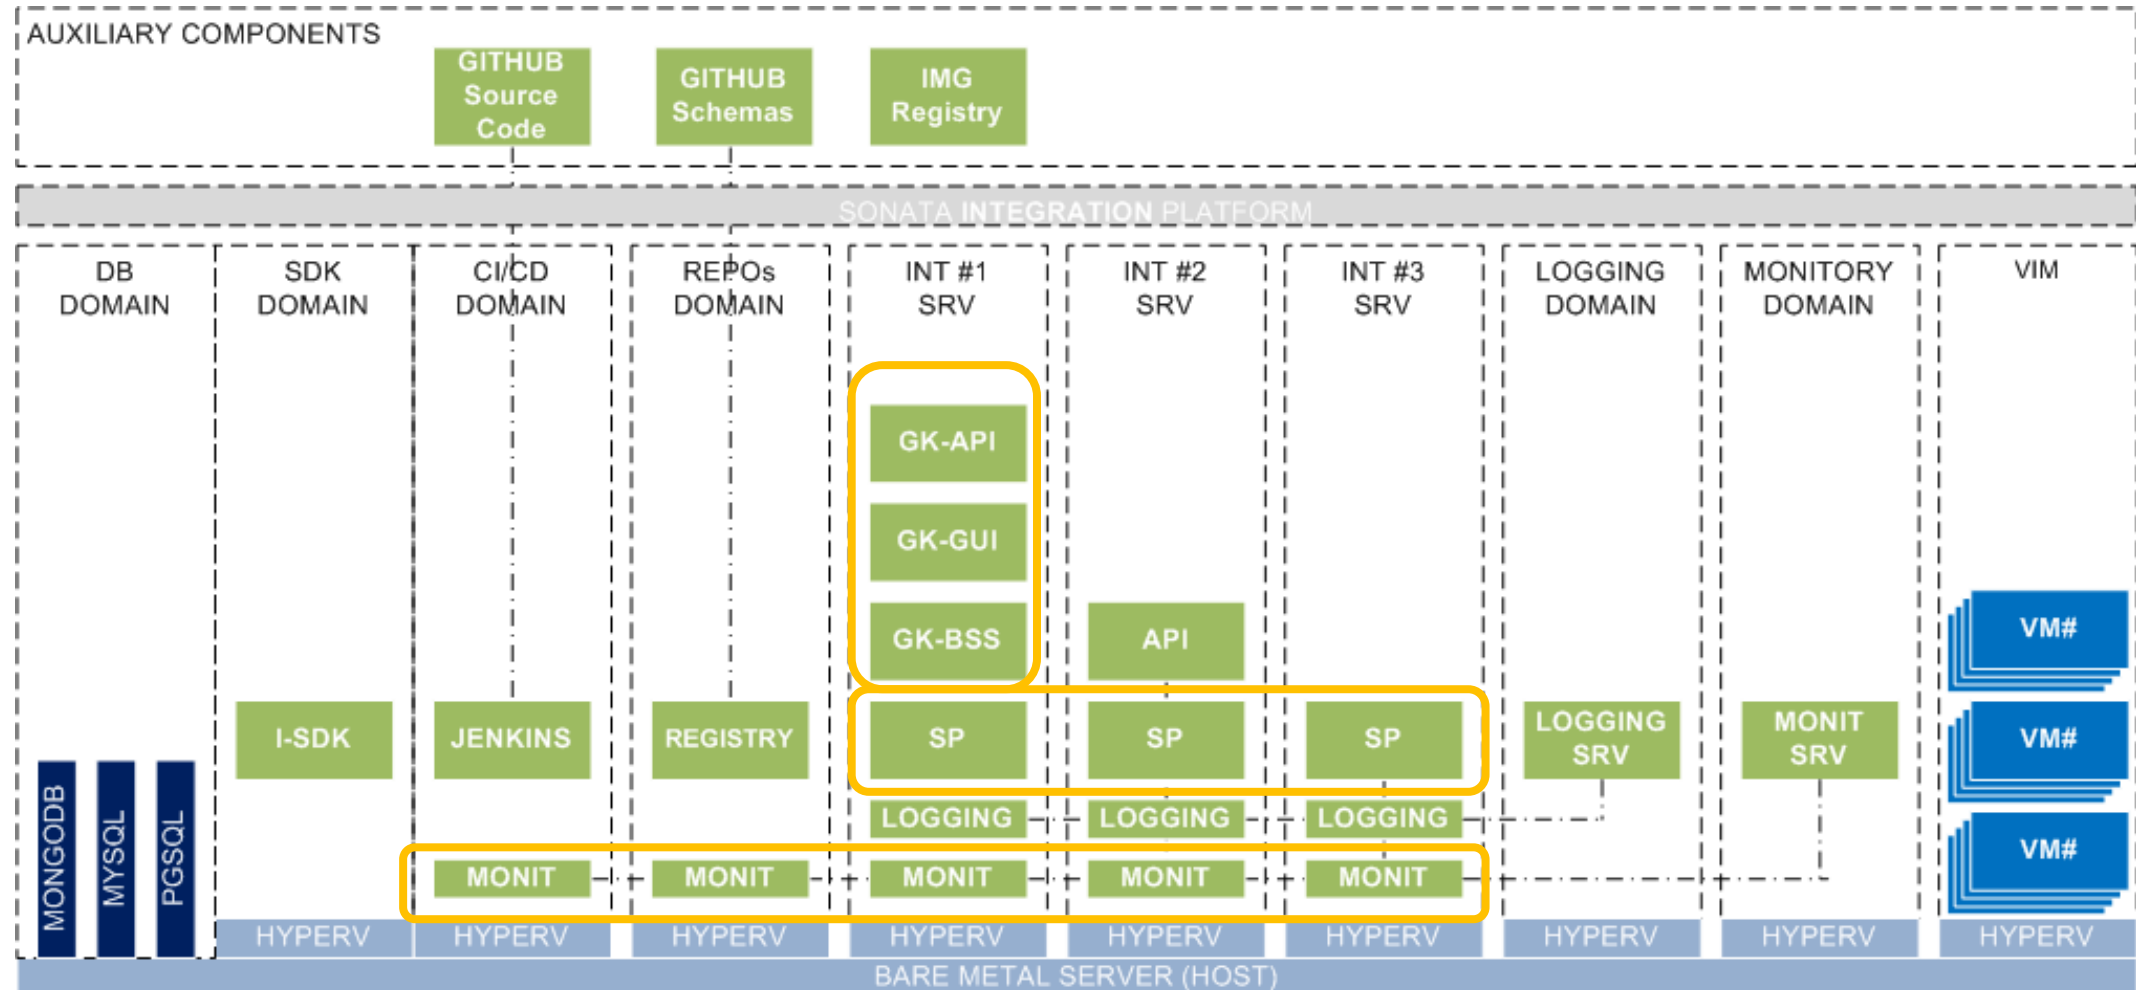 AUXILIARY COMPONENTS
GITHUB
Source
Code
GITHUB
Schemas
IMG
Registry
SONATA INTEGRATION PLATFORM
DB
DOMAIN
SDK
DOMAIN
CI/CD
DOMAIN
REPOs
DOMAIN
INT #1
SRV
INT #2
SRV
INT #3
SRV
LOGGING
DOMAIN
MONITORY
DOMAIN
VIM
GK-API
GK-GUI
GK-BSS
API
VM#
I-SDK
JENKINS
REGISTRY
SP
SP
SP
LOGGING
SRV
MONIT
SRV
VM#
MONGODB
MYSQL
PGSQL
LOGGING
LOGGING
LOGGING
VM#
MONIT
MONIT
MONIT
MONIT
MONIT
HYPERV
HYPERV
HYPERV
HYPERV
HYPERV
HYPERV
HYPERV
HYPERV
HYPERV
BARE METAL SERVER (HOST)